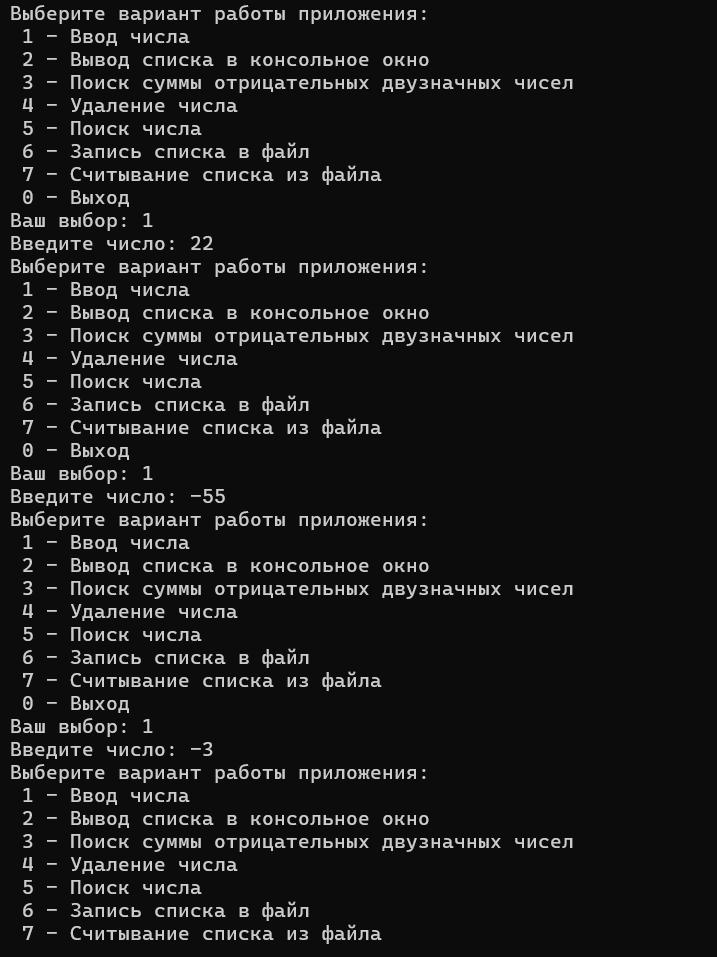 Выберите вариант работы приложения:
1 - Ввод числа
2 - Вывод списка в консольное окно
3 - Поиск суммы отрицательных двузначных чисел
4 - Удаление числа
5 - Поиск числа
6 - Запись списка в файл
7 - Считывание списка из файла
0 - Выход
Ваш выбор: 1
Введите число: 22
Выберите вариант работы приложения:
1 - Ввод числа
2 - Вывод списка в консольное окно
3 - Поиск суммы отрицательных двузначных чисел
4 - Удаление числа
5 - Поиск числа
6 - Запись списка в файл
7 - Считывание списка из файла
0 - Выход
Ваш выбор: 1
Введите число: -55
Выберите вариант работы приложения:
1 - Ввод числа
2 - Вывод списка в консольное окно
3 - Поиск суммы отрицательных двузначных чисел
4 - Удаление числа
5 - Поиск числа
6 - Запись списка в файл
7 - Считывание списка из файла
0 - Выход
Ваш выбор: 1
Введите число: -3
Выберите вариант работы приложения:
1 - Ввод числа
2 - Вывод списка в консольное окно
3 - Поиск суммы отрицательных двузначных чисел
4 - Удаление числа
5 - Поиск числа
6 - Запись списка в файл
7 - Считывание списка из файла